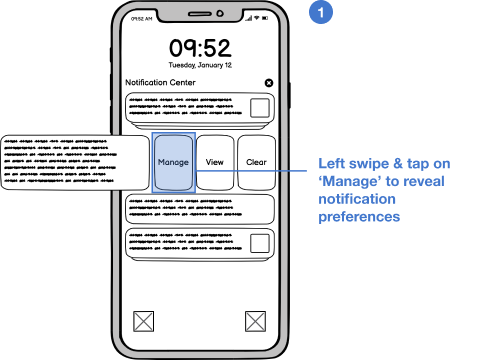 09:52 AM
1
09:52
Tuesday, January 12
Notification Center
Manage
View
Clear
Left swipe & tap on
‘Manage’ to reveal
notification
preferences